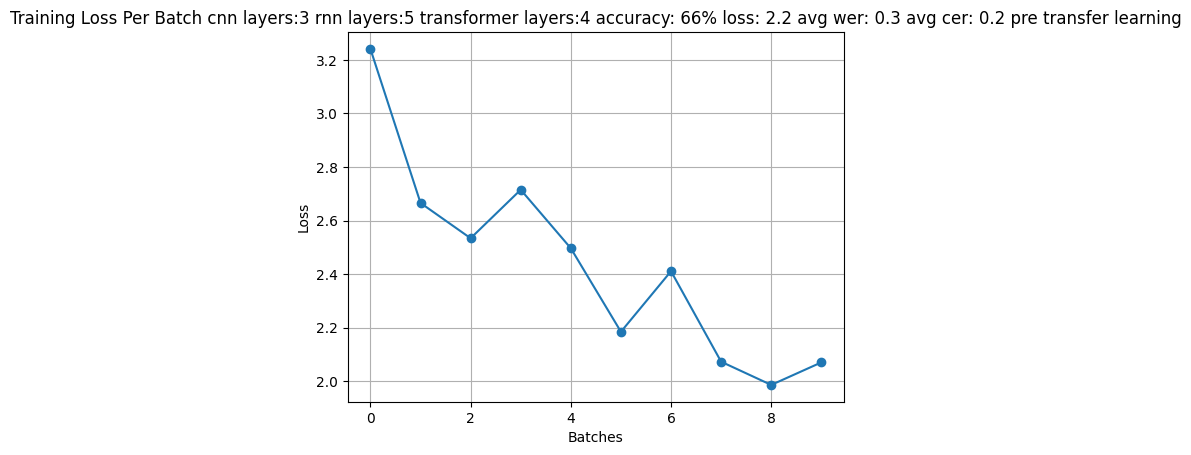 Training Loss Per Batch cnn layers:3 rnn layers:5 transformer layers:4 accuracy: 66% loss: 2.2 avg wer: 0.3 avg cer: 0.2 pre transfer learning
3.2
3.0
2.8
2.6
2.4
2.2
2.0
Loss
0 2 4 6 8
Batches